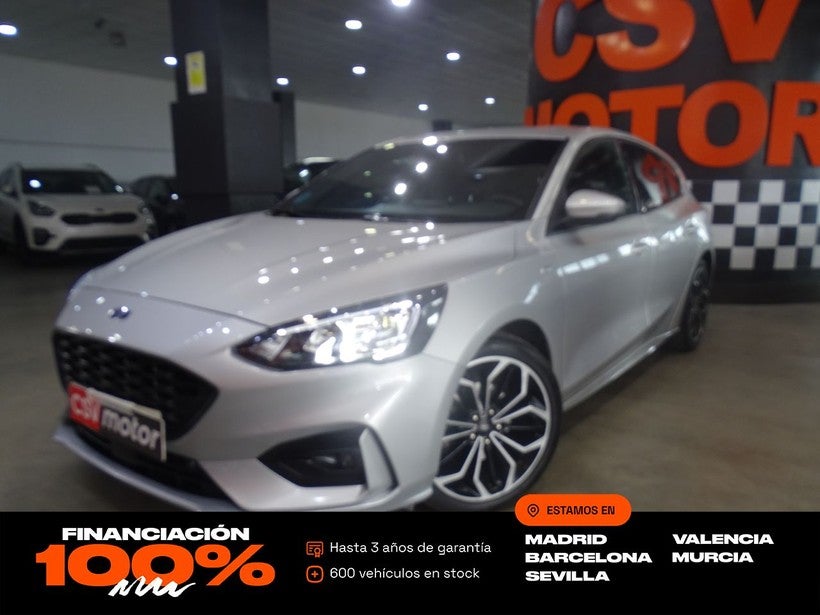 CSV
MOTOR
CSV
motor
ESTAMOS EN
FINANCIACIÓN
100%
Hasta 3 años de garantía
600 vehículos en stock
MADRID
BARCELONA
SEVILLA
VALENCIA
MURCIA